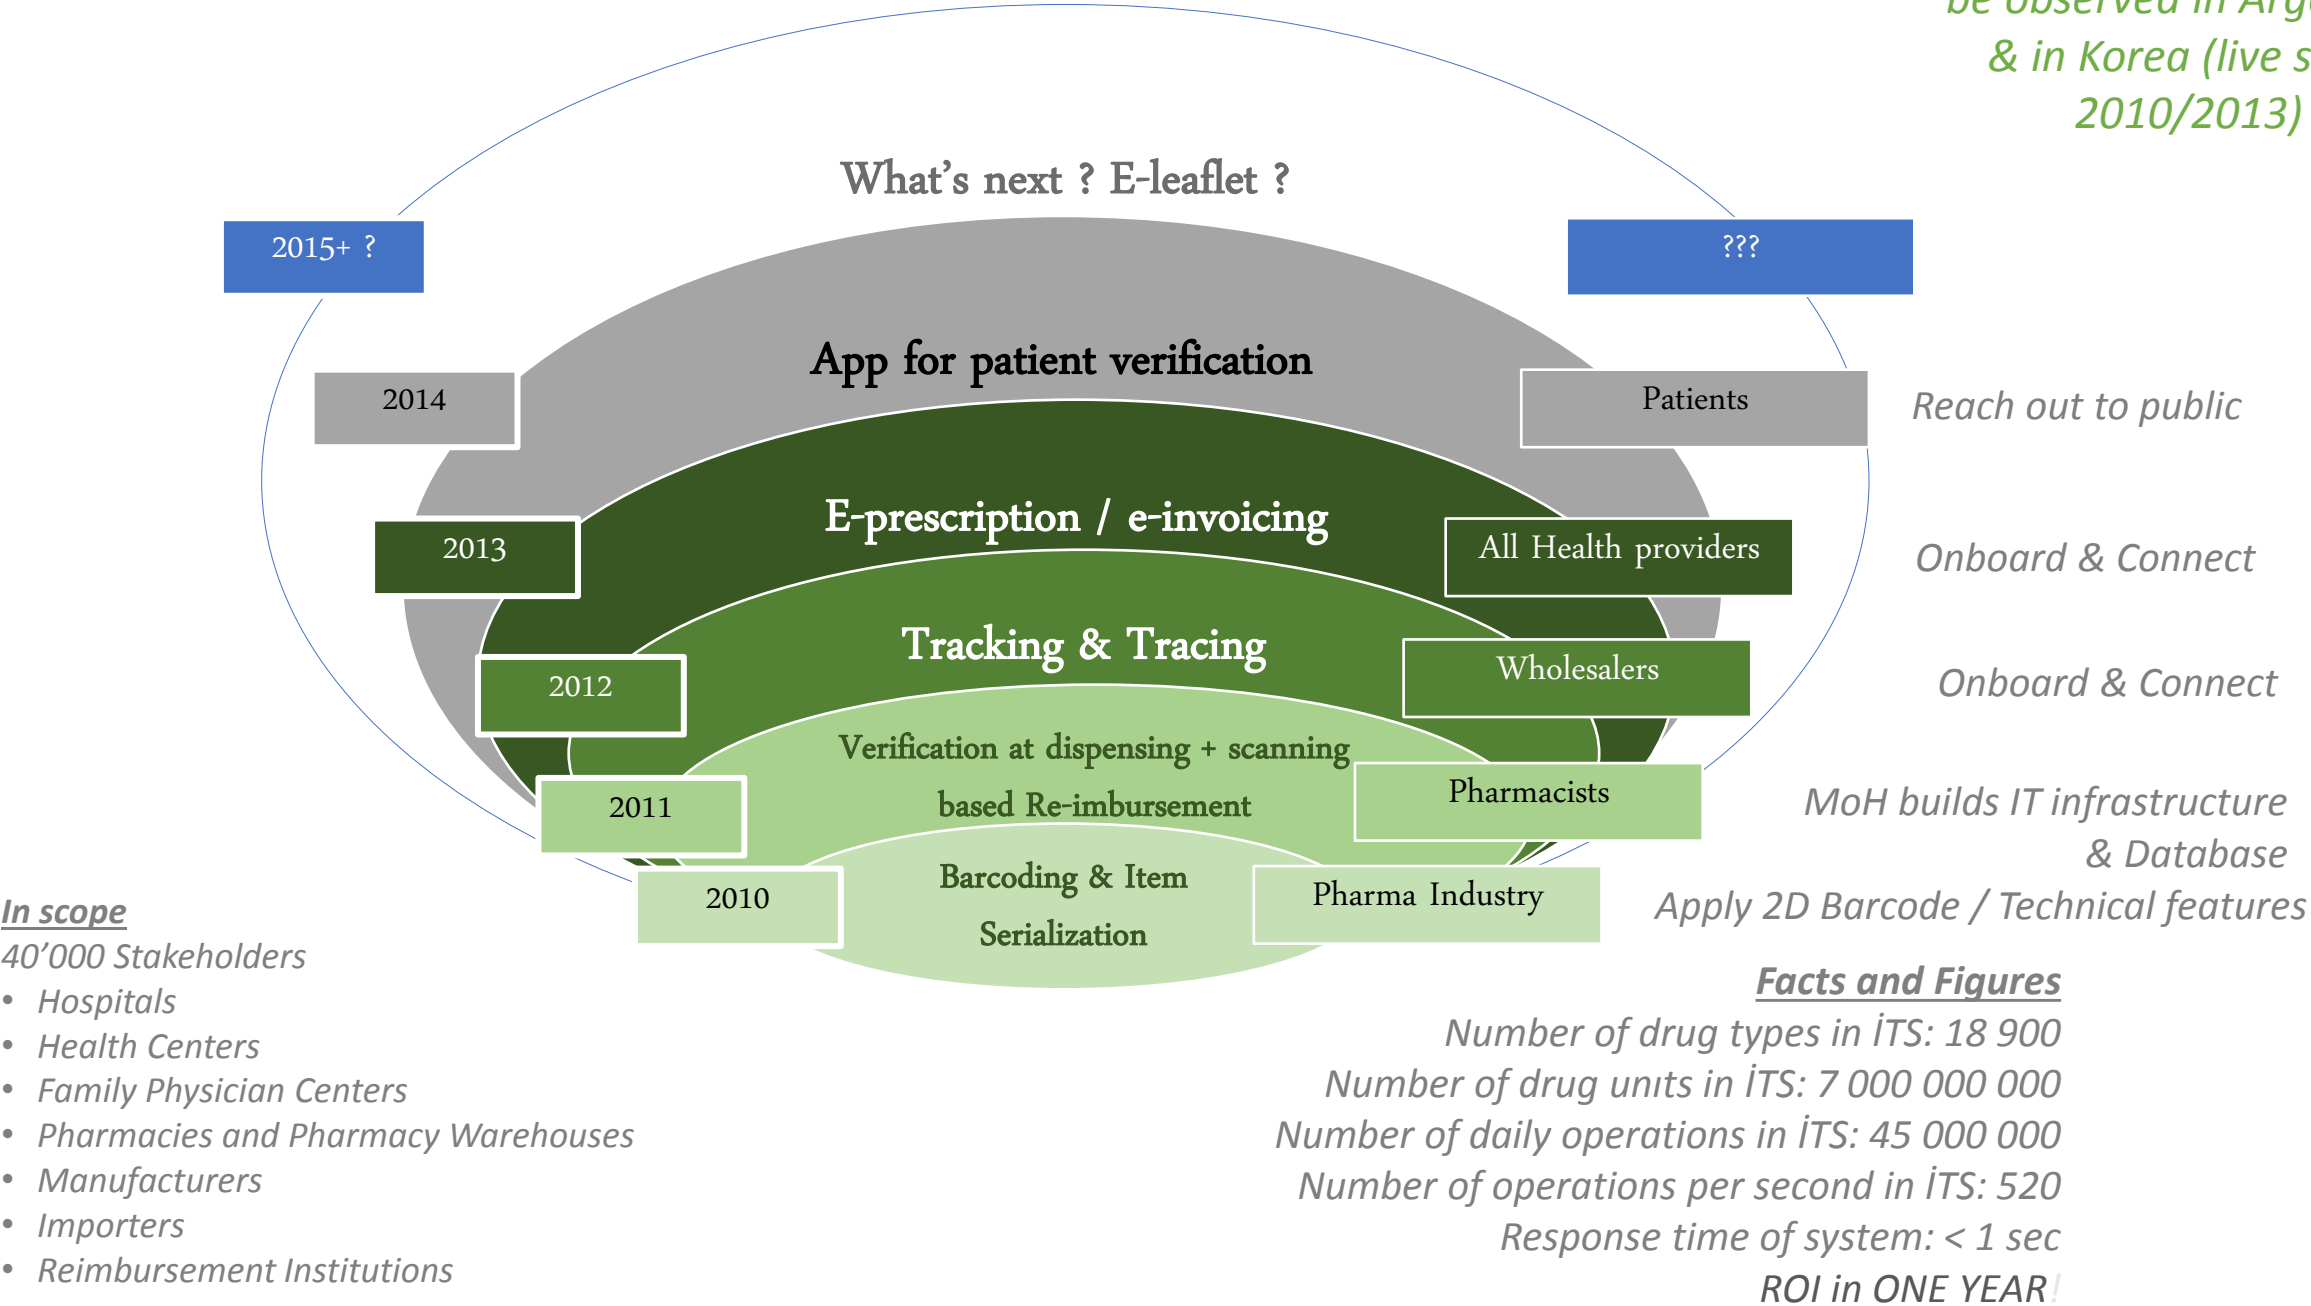 be observed in
& in Korea (live
2010/2013)
What's next ? E-leaflet ?
2015+ ?
???
App for patient verification
2014
Patients
Reach out to public
E-prescription / e-invoicing
2013
All Health providers
Onboard & Connect
Tracking & Tracing
2012
Wholesalers
Onboard & Connect
Verification at dispensing + scanning
based Re-imbursement
2011
Pharmacists
MoH builds IT infrastructure
& Database
Barcoding & Item
Serialization
2010
Pharma Industry
Apply 2D Barcode / Technical features
In scope
40'000 Stakeholders
• Hospitals
• Health Centers
• Family Physician Centers
• Pharmacies and Pharmacy Warehouses
• Manufacturers
• Importers
• Reimbursement Institutions
Facts and Figures
Number of drug types in İTS: 18 900
Number of drug unıts in İTS: 7 000 000 000
Number of daily operations in İTS: 45 000 000
Number of operations per second in İTS: 520
Response time of system: < 1 sec
ROI in ONE YEAR!